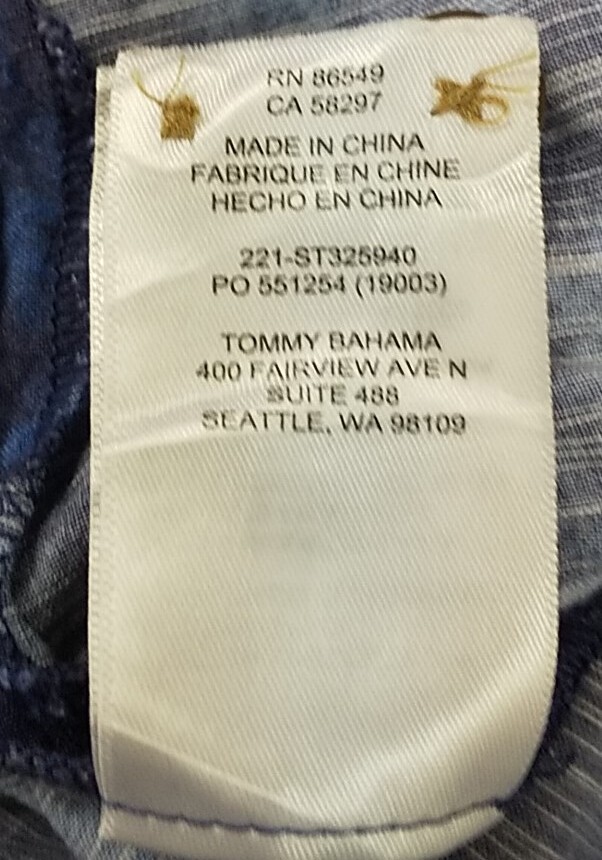 RN 86549
CA 58297
MADE IN CHINA
FABRIQUE EN CHINE
HECHO EN CHINA
221-ST325940
PO 551254 (19003)
TOMMY BAHAMA
400 FAIRVIEW AVE N
SUITE 488
SEATTLE, WA 98109